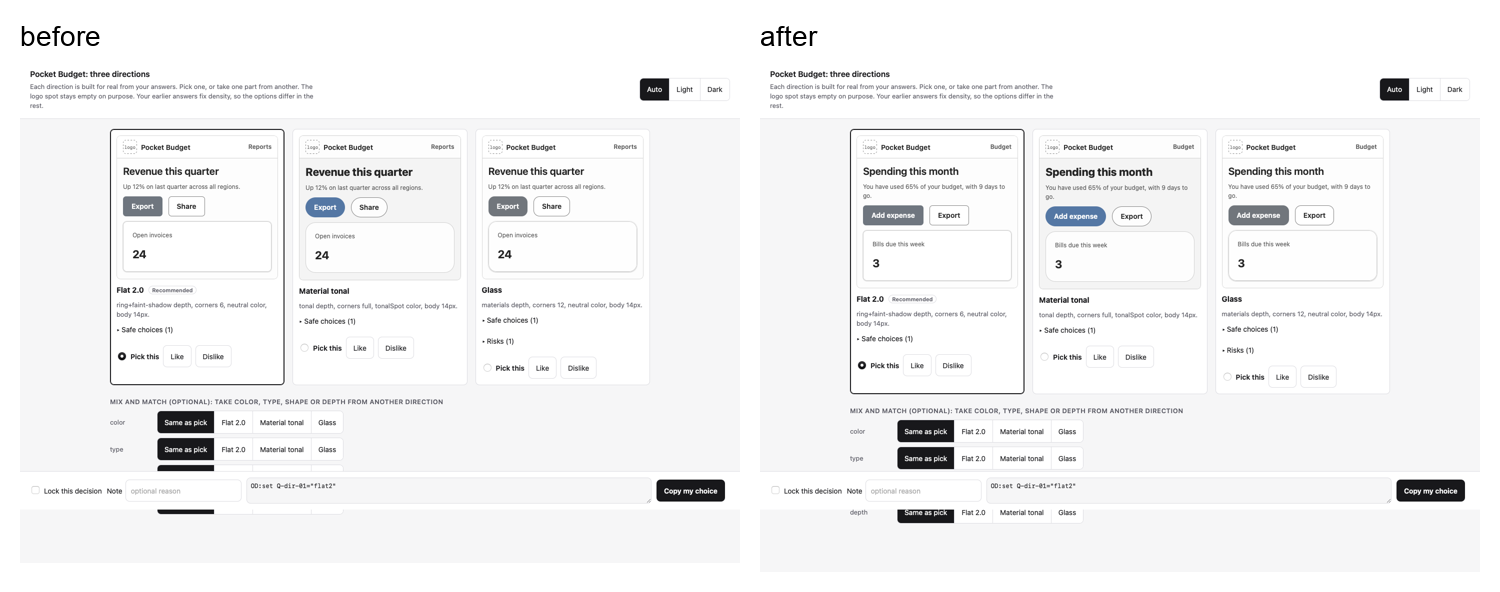 before
Pocket Budget: three directions
Each direction is built for real from your answers. Pick one, or take one part from another. The
logo spot stays empty on purpose. Your earlier answers fix density, so the options differ in the
rest.
Auto Light Dark
logo Pocket Budget Reports
Revenue this quarter
Up 12% on last quarter across all regions.
Export Share
Open invoices
24
Flat 2.0 Recommended
ring+faint-shadow depth, corners 6, neutral color,
body 14px.
• Safe choices (1)
Pick this Like Dislike
logo Pocket Budget Reports
Revenue this quarter
Up 12% on last quarter across all regions.
Export Share
Open invoices
24
Material tonal
tonal depth, corners full, tonalSpot color, body 14px.
• Safe choices (1)
Pick this Like Dislike
logo Pocket Budget Reports
Revenue this quarter
Up 12% on last quarter across all regions.
Export Share
Open invoices
24
Glass
materials depth, corners 12, neutral color, body 14px.
• Safe choices (1)
• Risks (1)
Pick this Like Dislike
MIX AND MATCH (OPTIONAL): TAKE COLOR, TYPE, SHAPE OR DEPTH FROM ANOTHER DIRECTION
color Same as pick Flat 2.0 Material tonal Glass
type Same as pick Flat 2.0 Material tonal Glass
Lock this decision Note optional reason OD:set Q-dir-01="flat2" Copy my choice
after
Pocket Budget: three directions
Each direction is built for real from your answers. Pick one, or take one part from another. The
logo spot stays empty on purpose. Your earlier answers fix density, so the options differ in the
rest.
Auto Light Dark
logo Pocket Budget Budget
Spending this month
You have used 65% of your budget, with 9 days to
go.
Add expense Export
Bills due this week
3
Flat 2.0 Recommended
ring+faint-shadow depth, corners 6, neutral color,
body 14px.
• Safe choices (1)
Pick this Like Dislike
logo Pocket Budget Budget
Spending this month
You have used 65% of your budget, with 9 days to
go.
Add expense Export
Bills due this week
3
Material tonal
tonal depth, corners full, tonalSpot color, body 14px.
• Safe choices (1)
Pick this Like Dislike
logo Pocket Budget Budget
Spending this month
You have used 65% of your budget, with 9 days to
go.
Add expense Export
Bills due this week
3
Glass
materials depth, corners 12, neutral color, body 14px.
• Safe choices (1)
• Risks (1)
Pick this Like Dislike
MIX AND MATCH (OPTIONAL): TAKE COLOR, TYPE, SHAPE OR DEPTH FROM ANOTHER DIRECTION
color Same as pick Flat 2.0 Material tonal Glass
type Same as pick Flat 2.0 Material tonal Glass
Lock this decision Note optional reason OD:set Q-dir-01="flat2" Copy my choice
depth Same as pick Flat 2.0 Material tonal Glass